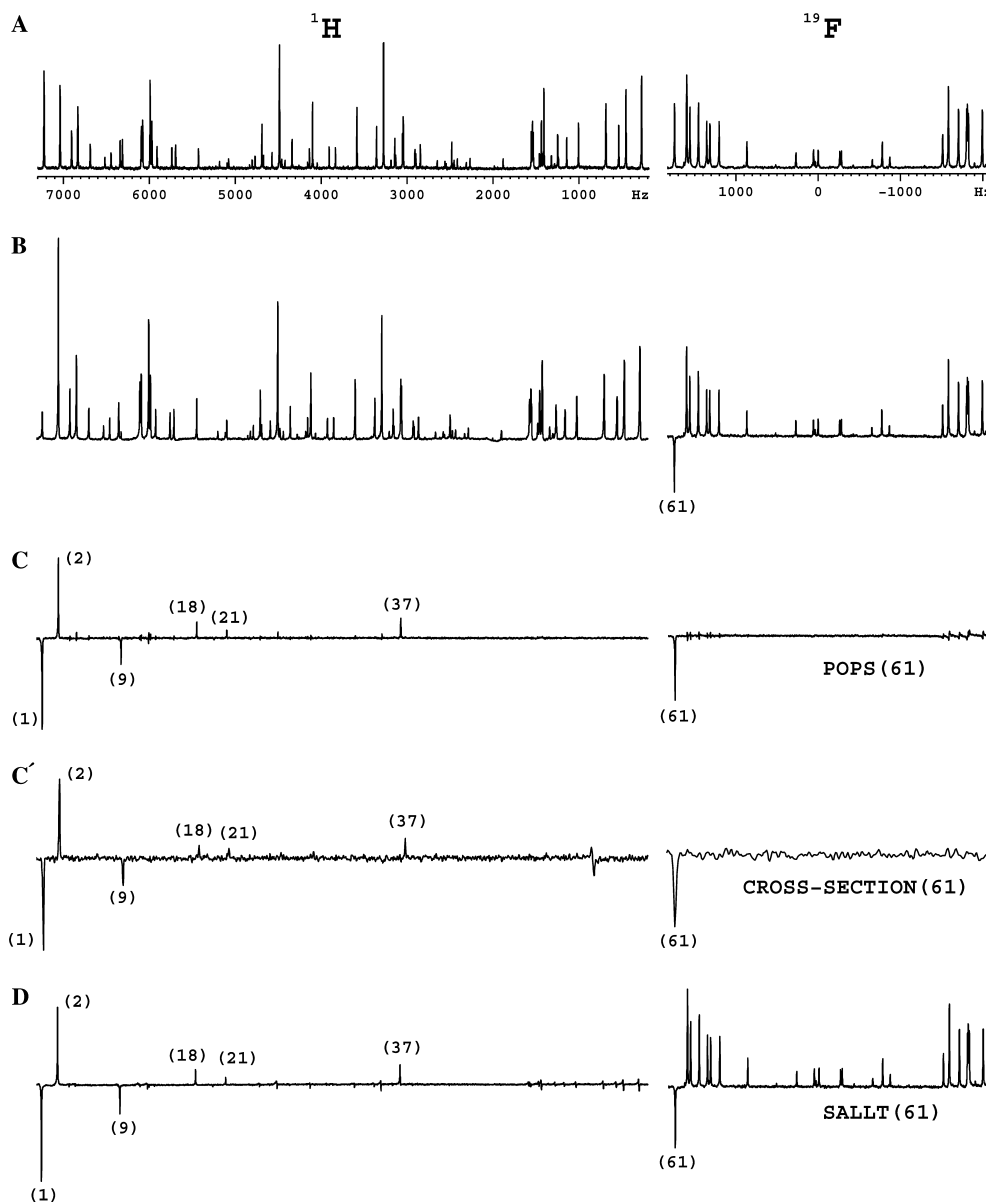 A
¹H
¹⁹F
7000 6000 5000 4000 3000 2000 1000 Hz
1000 0 -1000 Hz
B
(61)
C
(2)
(18)
(21)
(37)
(9)
(1)
POPS(61)
(61)
C´
(2)
(18)
(21)
(37)
(9)
(1)
CROSS-SECTION(61)
(61)
D
(2)
(18)
(21)
(37)
(9)
(1)
SALLT(61)
(61)